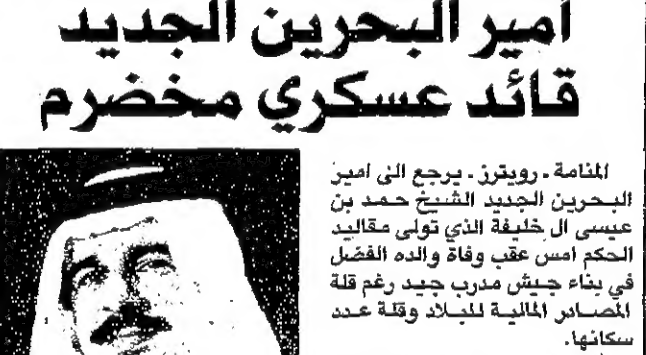 امير البحرين الجديد
قائد عسكري مخضرم
المنامة ـ رويترز ـ يرجع الى امير
البحرين الجديد الشيخ حمد بن
عيسى ال خليفة الذي تولى مقاليد
الحكم امس عقب وفاة والده الفضل
في بناء جيش مدرب جيد رغم قلة
المصادر المالية للبلاد وقلة عدد
سكانها.